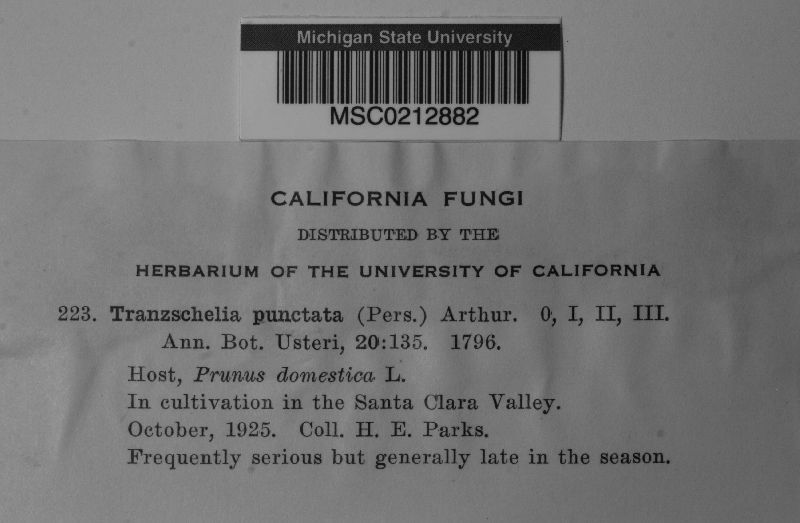 Michigan State University
MSC0212882
CALIFORNIA FUNGI
DISTRIBUTED BY THE
HERBARIUM OF THE UNIVERSITY OF CALIFORNIA
223. Tranzschelia punctata (Pers.) Arthur. 0, I, II, III.
Ann. Bot. Usteri, 20:135. 1796.
Host, Prunus domestica L.
In cultivation in the Santa Clara Valley.
October, 1925. Coll. H. E. Parks.
Frequently serious but generally late in the season.